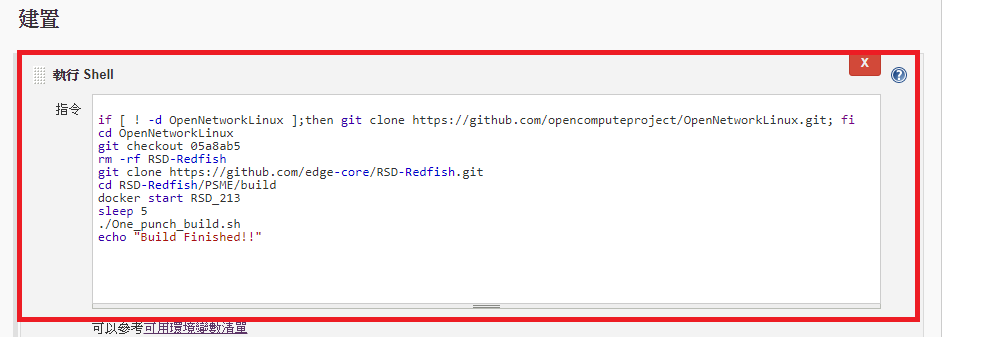 建置
執行 Shell
X
?
指令
if [ ! -d OpenNetworkLinux ];then git clone https://github.com/opencomputeproject/OpenNetworkLinux.git; fi
cd OpenNetworkLinux
git checkout 05a8ab5
rm -rf RSD-Redfish
git clone https://github.com/edge-core/RSD-Redfish.git
cd RSD-Redfish/PSME/build
docker start RSD_213
sleep 5
./One_punch_build.sh
echo "Build Finished!!"
可以參考可用環境變數清單